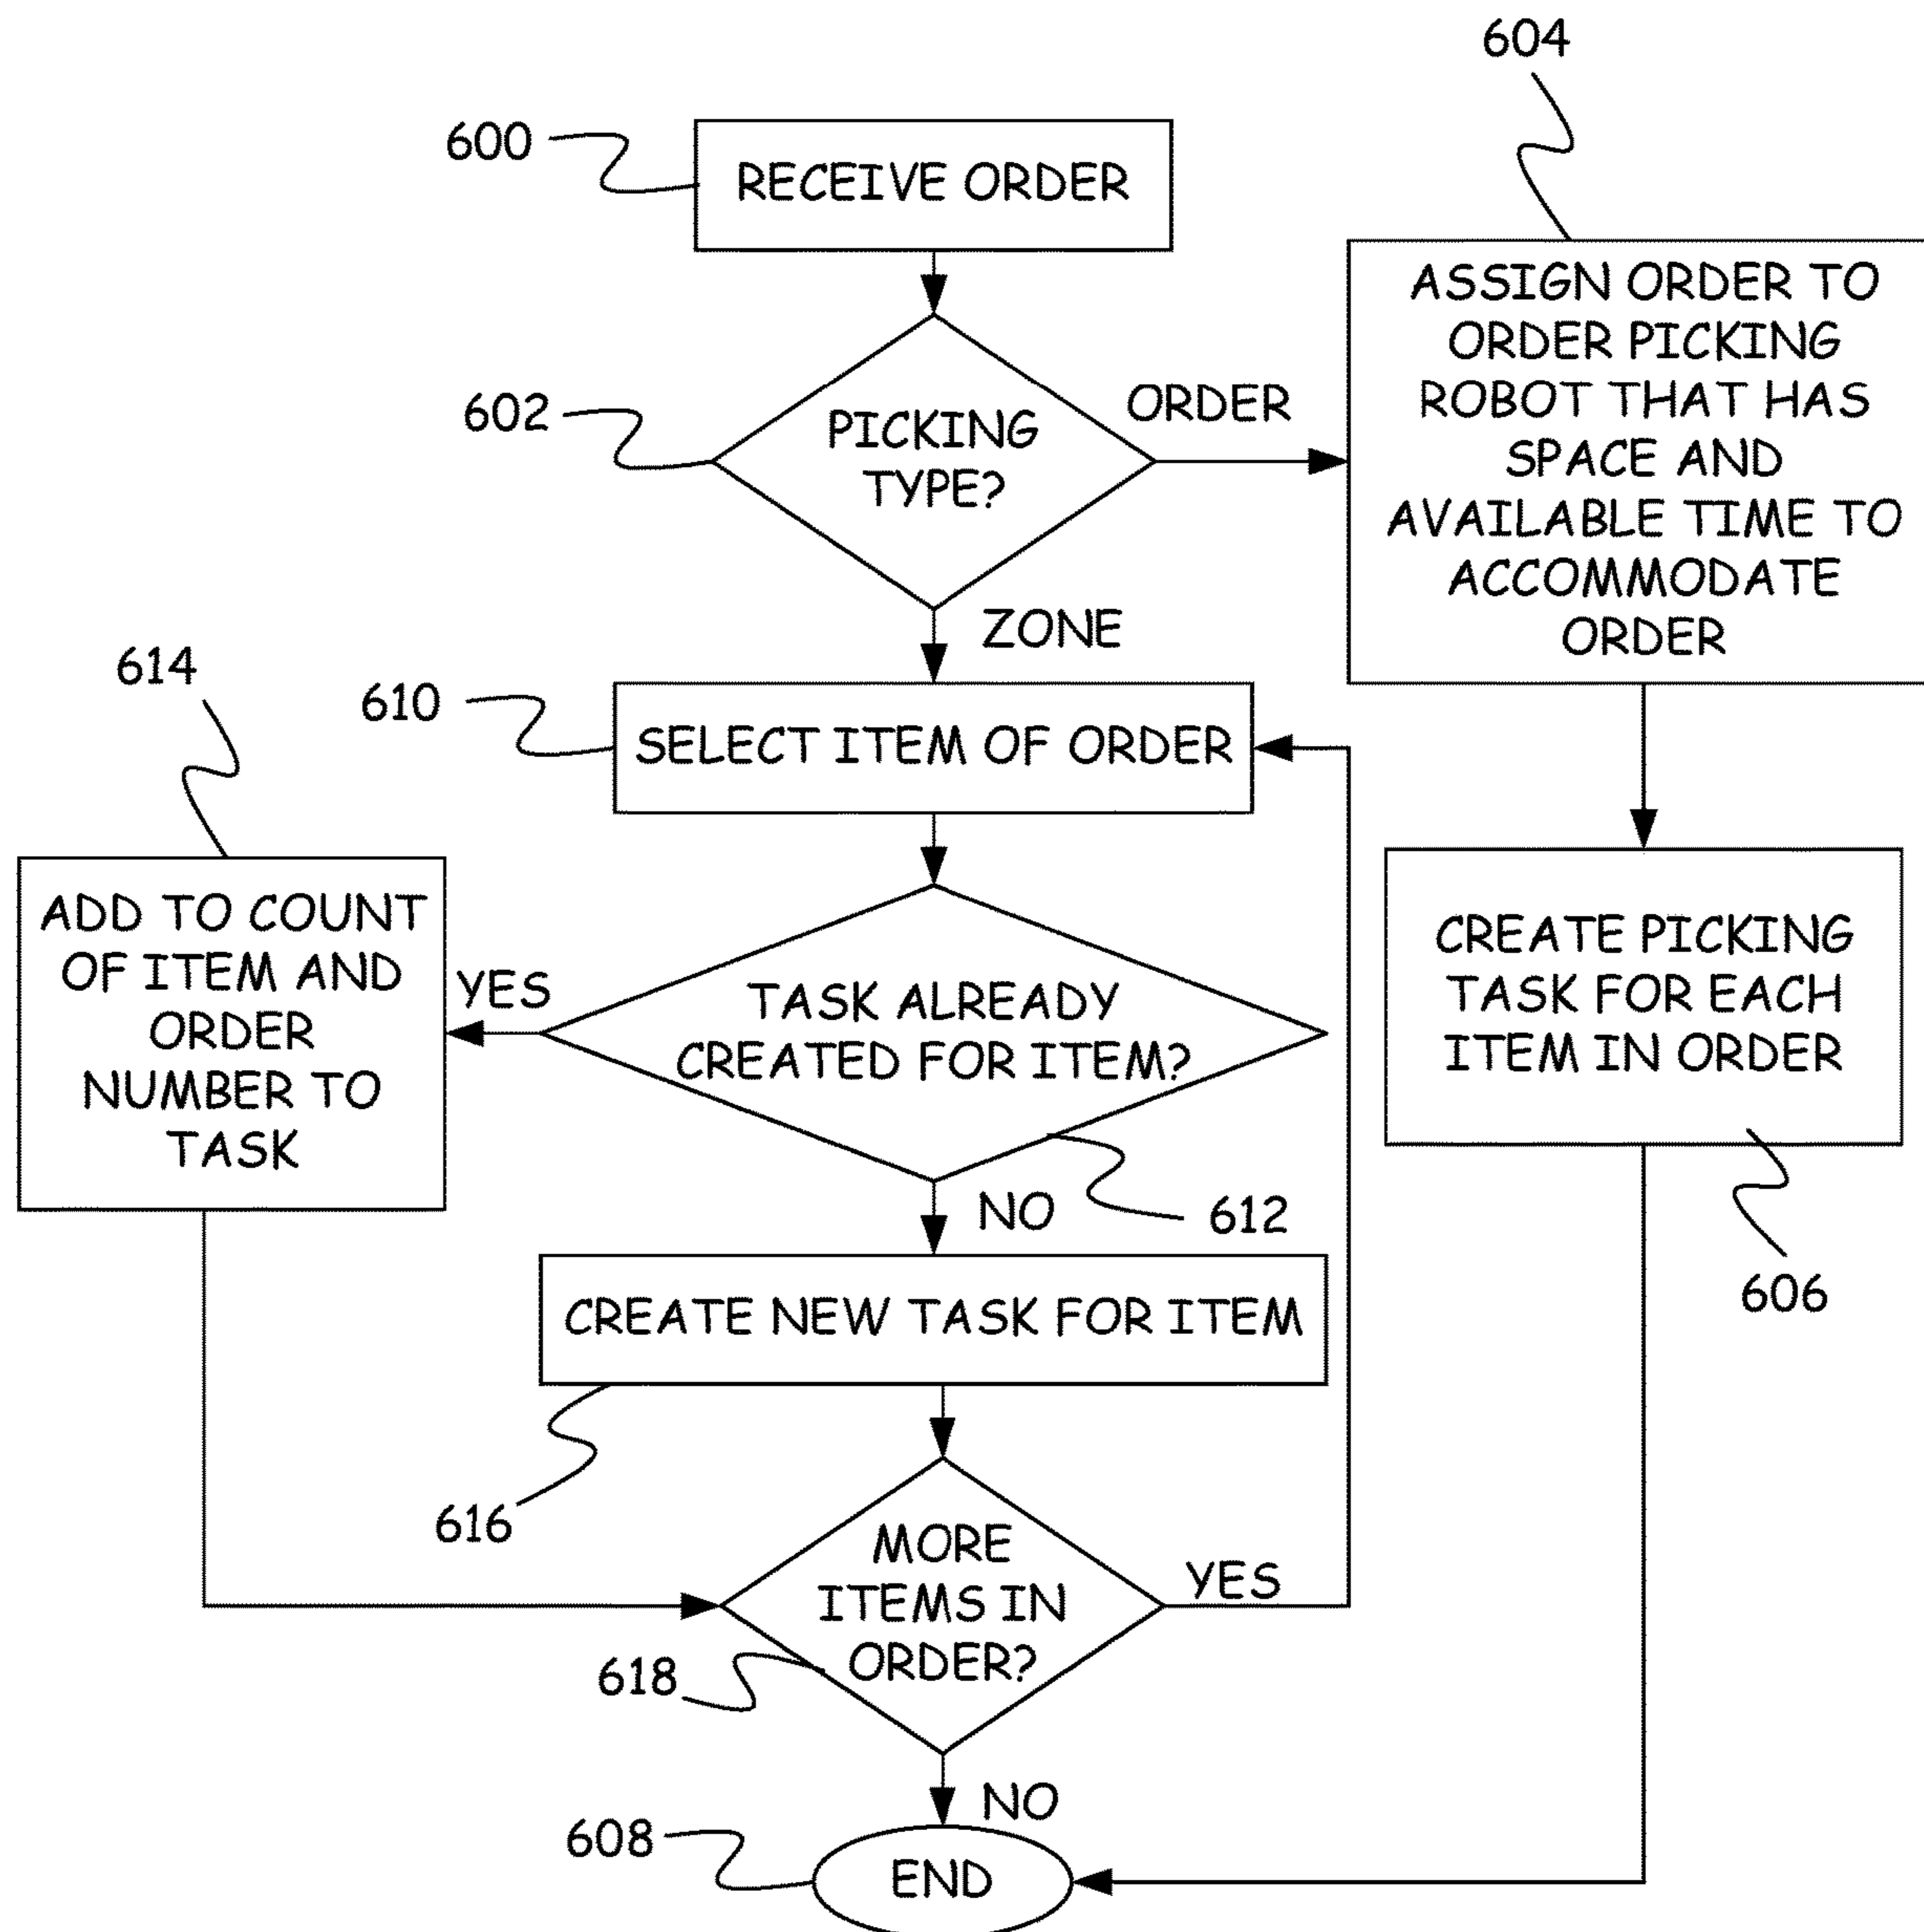 604
600
RECEIVE ORDER
ASSIGN ORDER TO
ORDER PICKING
ROBOT THAT HAS
SPACE AND
AVAILABLE TIME TO
ACCOMMODATE
ORDER
602
PICKING
TYPE?
ORDER
ZONE
614
610
SELECT ITEM OF ORDER
ADD TO COUNT
OF ITEM AND
ORDER
NUMBER TO
TASK
YES
TASK ALREADY
CREATED FOR ITEM?
CREATE PICKING
TASK FOR EACH
ITEM IN ORDER
NO
612
606
CREATE NEW TASK FOR ITEM
616
MORE
ITEMS IN
ORDER?
YES
618
NO
608
END